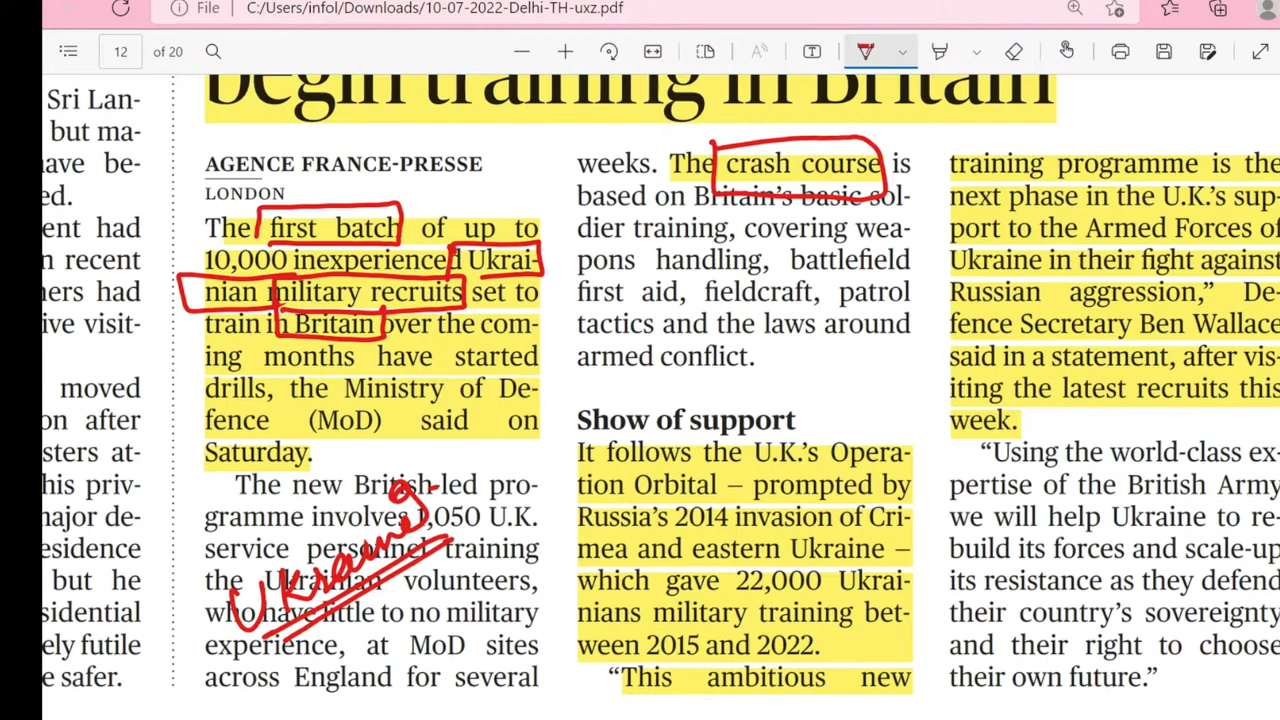 File C:/Users/infol/Downloads/10-07-2022-Delhi-TH-uxz.pdf
12 of 20
begin training in Britain
Sri Lan-
but ma-
have be-
ed.
ent had
n recent
ners had
ive visit-
moved
on after
sters at-
his priv-
major de-
esidence
but he
sidential
ely futile
e safer.
AGENCE FRANCE-PRESSE
LONDON
The first batch of up to
10,000 inexperienced Ukrai-
nian military recruits set to
train in Britain over the com-
ing months have started
drills, the Ministry of De-
fence (MoD) said on
Saturday.
The new British-led pro-
gramme involves 1,050 U.K.
service personnel training
the Ukrainian volunteers,
who have little to no military
experience, at MoD sites
across England for several
Ukraine
weeks. The crash course is
based on Britain's basic sol-
dier training, covering wea-
pons handling, battlefield
first aid, fieldcraft, patrol
tactics and the laws around
armed conflict.
Show of support
It follows the U.K.'s Opera-
tion Orbital – prompted by
Russia's 2014 invasion of Cri-
mea and eastern Ukraine –
which gave 22,000 Ukrai-
nians military training bet-
ween 2015 and 2022.
"This ambitious new
training programme is the
next phase in the U.K.'s sup-
port to the Armed Forces of
Ukraine in their fight against
Russian aggression," De-
fence Secretary Ben Wallace
said in a statement, after vis-
iting the latest recruits this
week.
"Using the world-class ex-
pertise of the British Army
we will help Ukraine to re-
build its forces and scale-up
its resistance as they defend
their country's sovereignty
and their right to choose
their own future."